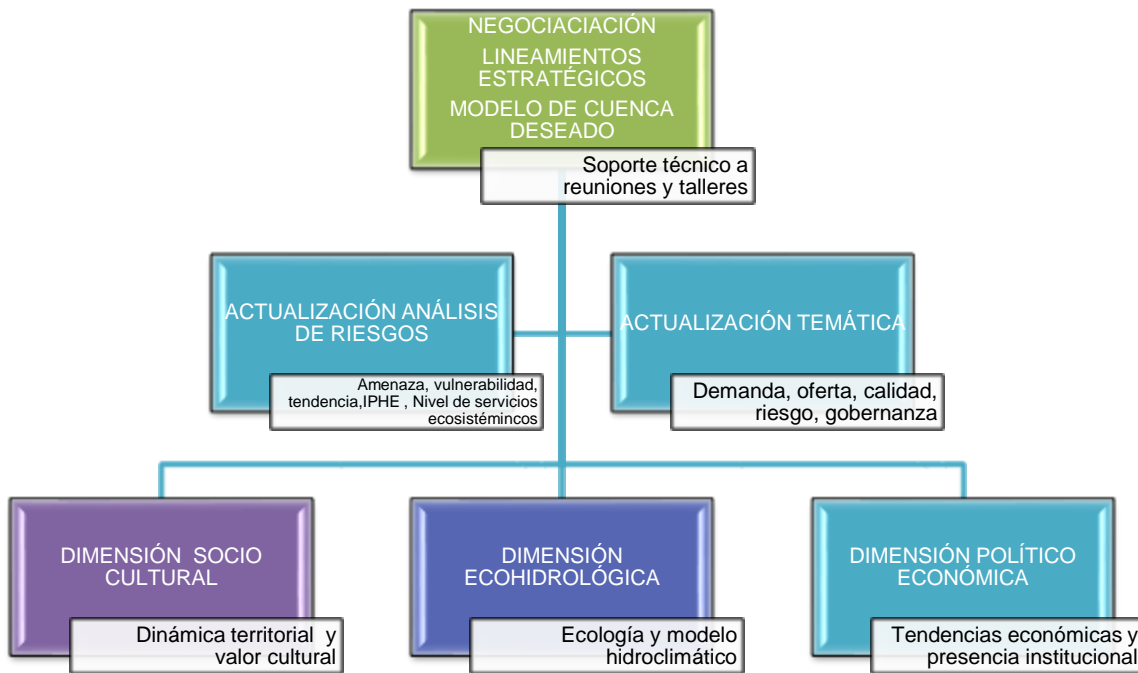 NEGOCIACIACIÓN
LINEAMIENTOS
ESTRATÉGICOS
MODELO DE CUENCA
DESEADO
Soporte técnico a
reuniones y talleres
ACTUALIZACIÓN ANÁLISIS
DE RIESGOS
Amenaza, vulnerabilidad,
tendencia,IPHE , Nivel de servicios
ecosistémincos
ACTUALIZACIÓN TEMÁTICA
Demanda, oferta, calidad,
riesgo, gobernanza
DIMENSIÓN SOCIO
CULTURAL
Dinámica territorial y
valor cultural
DIMENSIÓN
ECOHIDROLÓGICA
Ecología y modelo
hidroclimático
DIMENSIÓN POLÍTICO
ECONÓMICA
Tendencias económicas y
presencia institucional